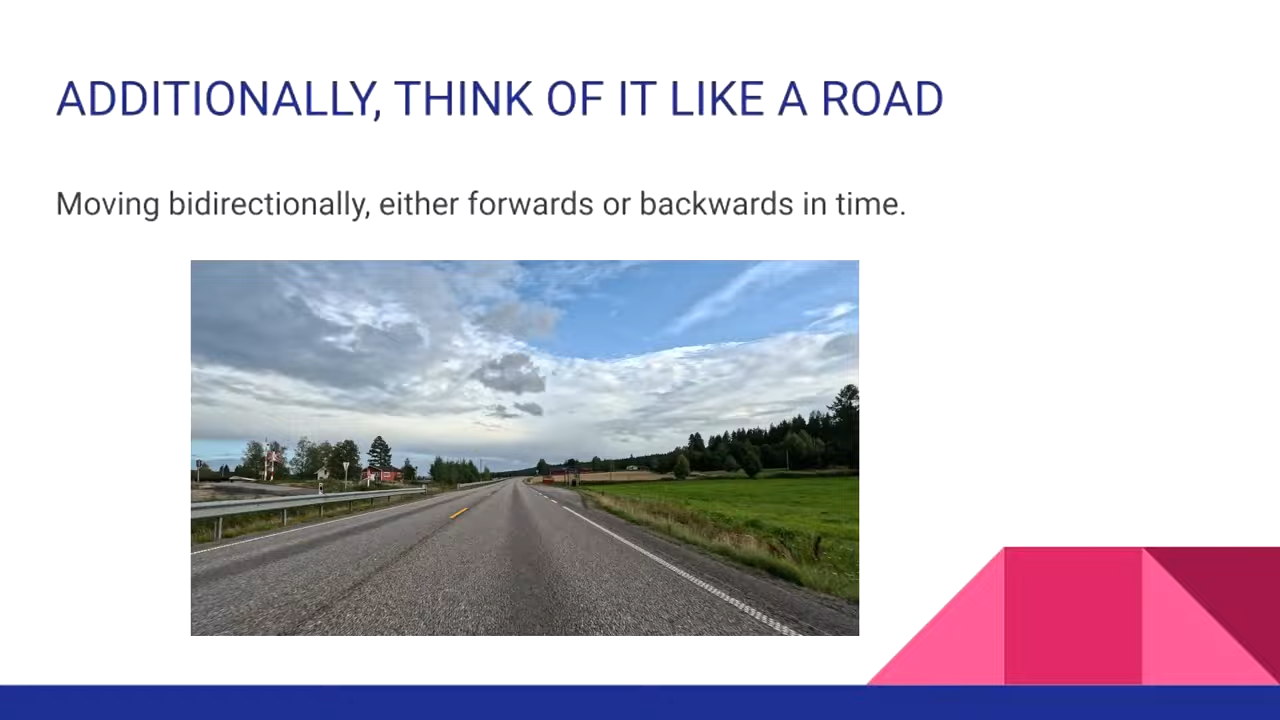 ADDITIONALLY, THINK OF IT LIKE A ROAD
Moving bidirectionally, either forwards or backwards in time.